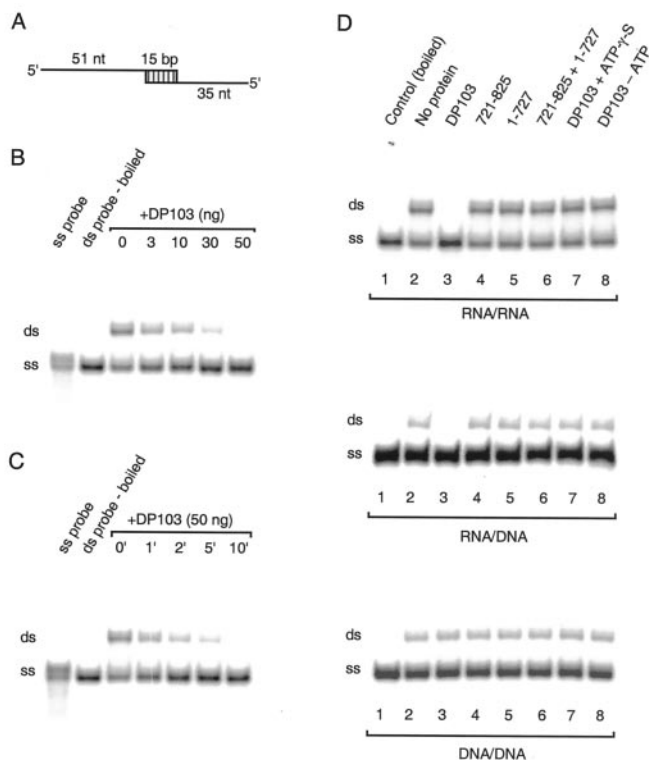 A
51 nt
15 bp
5'
5'
35 nt
B
ss probe
ds probe - boiled
+DP103 (ng)
0 3 10 30 50
ds
ss
C
ss probe
ds probe - boiled
+DP103 (50 ng)
0' 1' 2' 5' 10'
ds
ss
D
Control (boiled)
No protein
DP103
721-825
1-727
721-825 + 1-727
DP103 + ATP-γ-S
DP103 – ATP
ds
ss
1 2 3 4 5 6 7 8
RNA/RNA
ds
ss
1 2 3 4 5 6 7 8
RNA/DNA
ds
ss
1 2 3 4 5 6 7 8
DNA/DNA